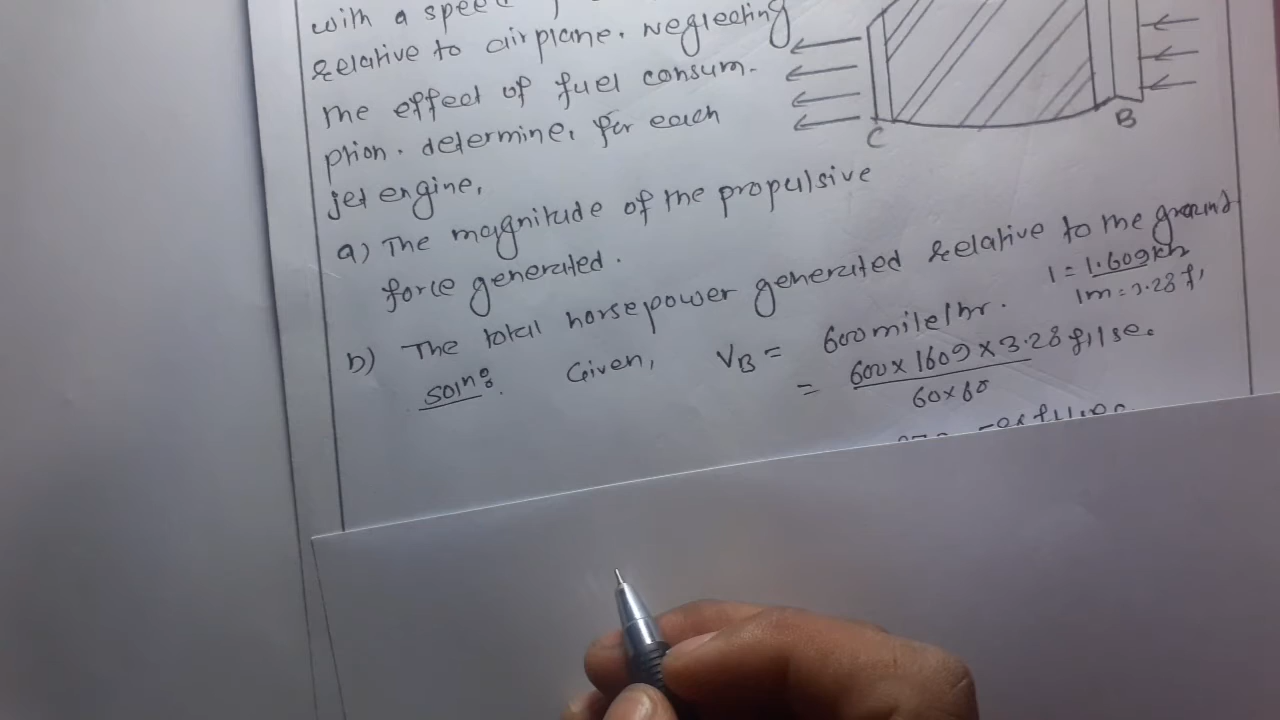 with a speed
relative to airplane. neglecting
the effect of fuel consum-
ption. determine, for each
jet engine,
a) The magnitude of the propulsive
force generated.
b) The total horsepower generated relative to the ground
soln: Given, VB = 600 mile/hr.
1 = 1.609 km
1m = 3.28 f,
= 600 x 1609 x 3.28 ft/sec.
60 x 60
C
B